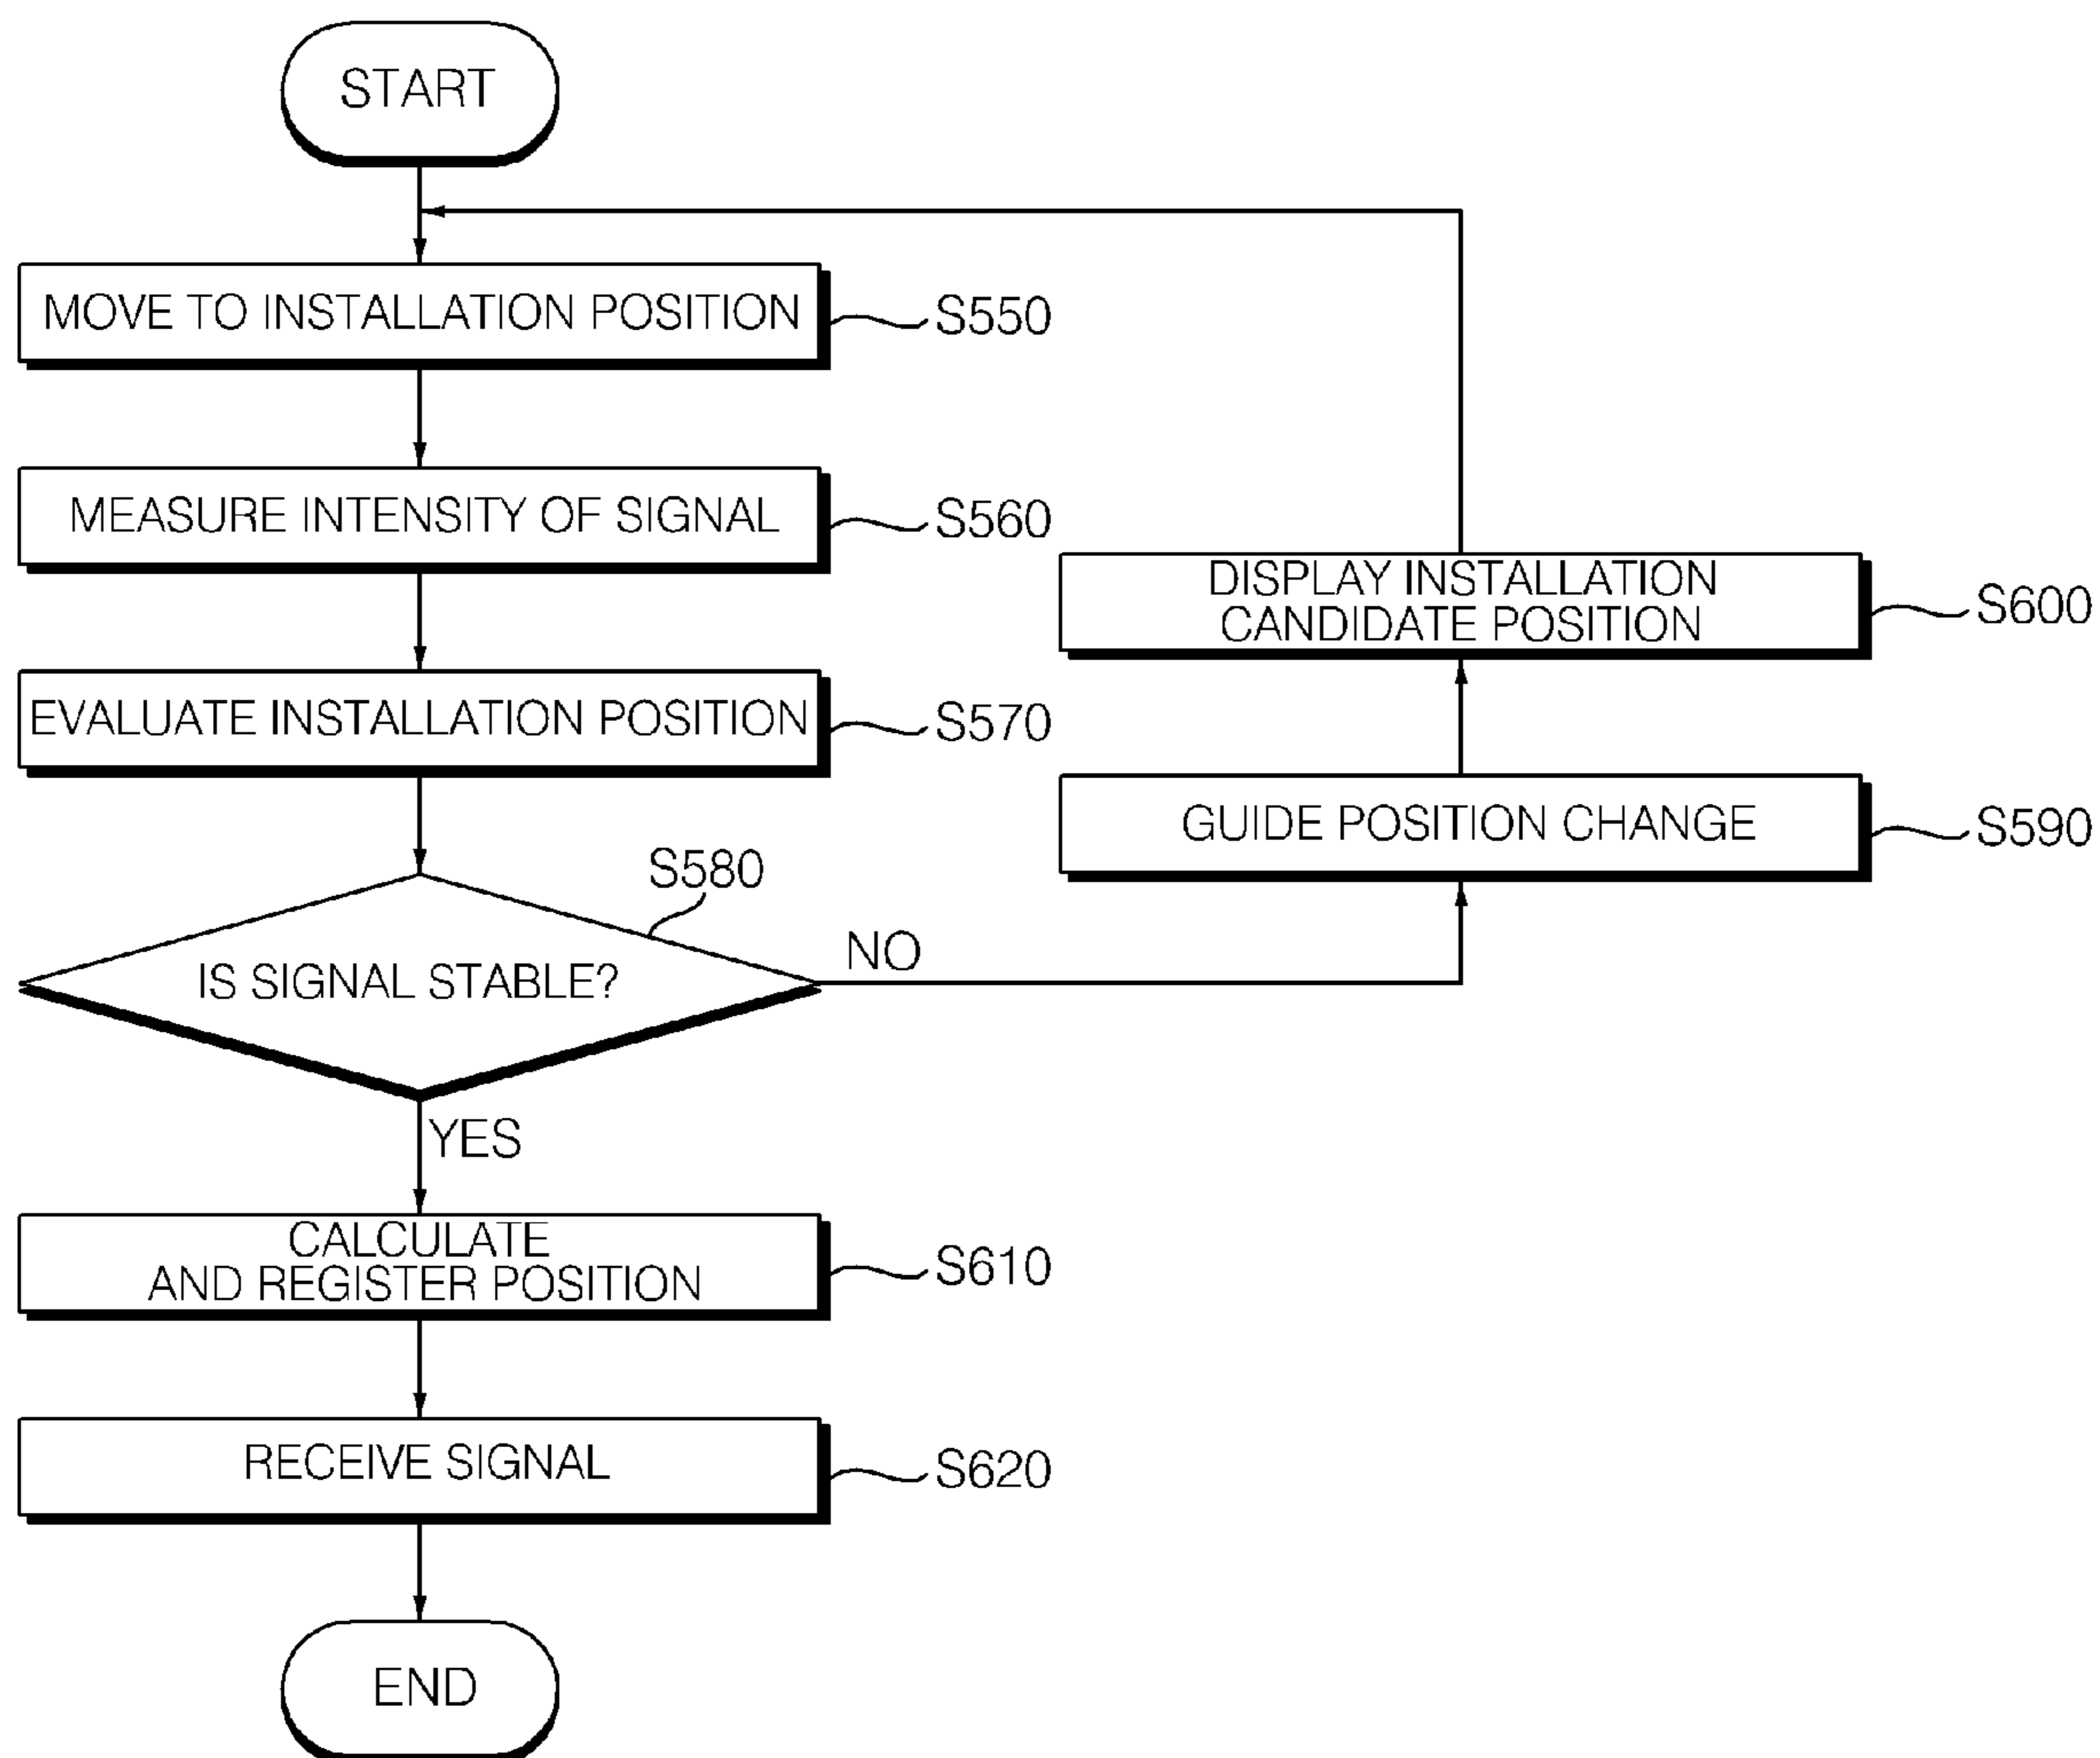 START
MOVE TO INSTALLATION POSITION
S550
MEASURE INTENSITY OF SIGNAL
S560
EVALUATE INSTALLATION POSITION
S570
S580
IS SIGNAL STABLE?
NO
YES
DISPLAY INSTALLATION
CANDIDATE POSITION
S600
GUIDE POSITION CHANGE
S590
CALCULATE
AND REGISTER POSITION
S610
RECEIVE SIGNAL
S620
END